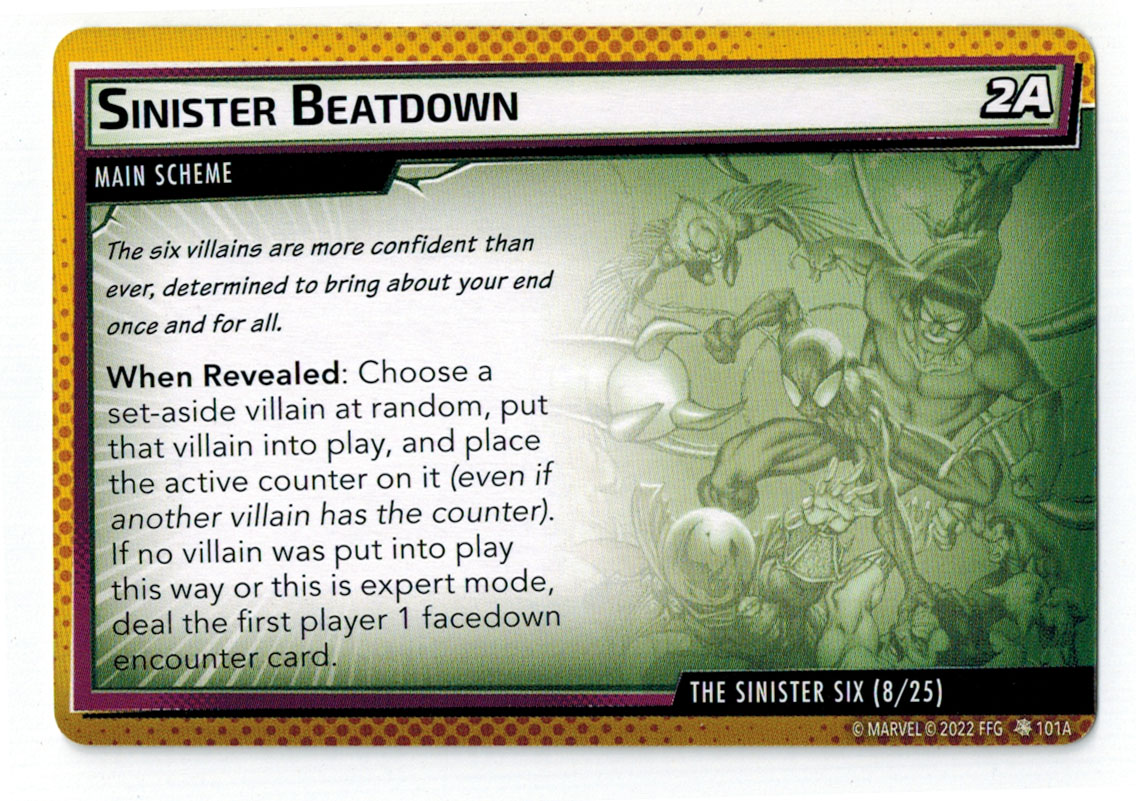 SINISTER BEATDOWN
2A
MAIN SCHEME
The six villains are more confident than
ever, determined to bring about your end
once and for all.
When Revealed: Choose a
set-aside villain at random, put
that villain into play, and place
the active counter on it (even if
another villain has the counter).
If no villain was put into play
this way or this is expert mode,
deal the first player 1 facedown
encounter card.
THE SINISTER SIX (8/25)
© MARVEL © 2022 FFG 101A